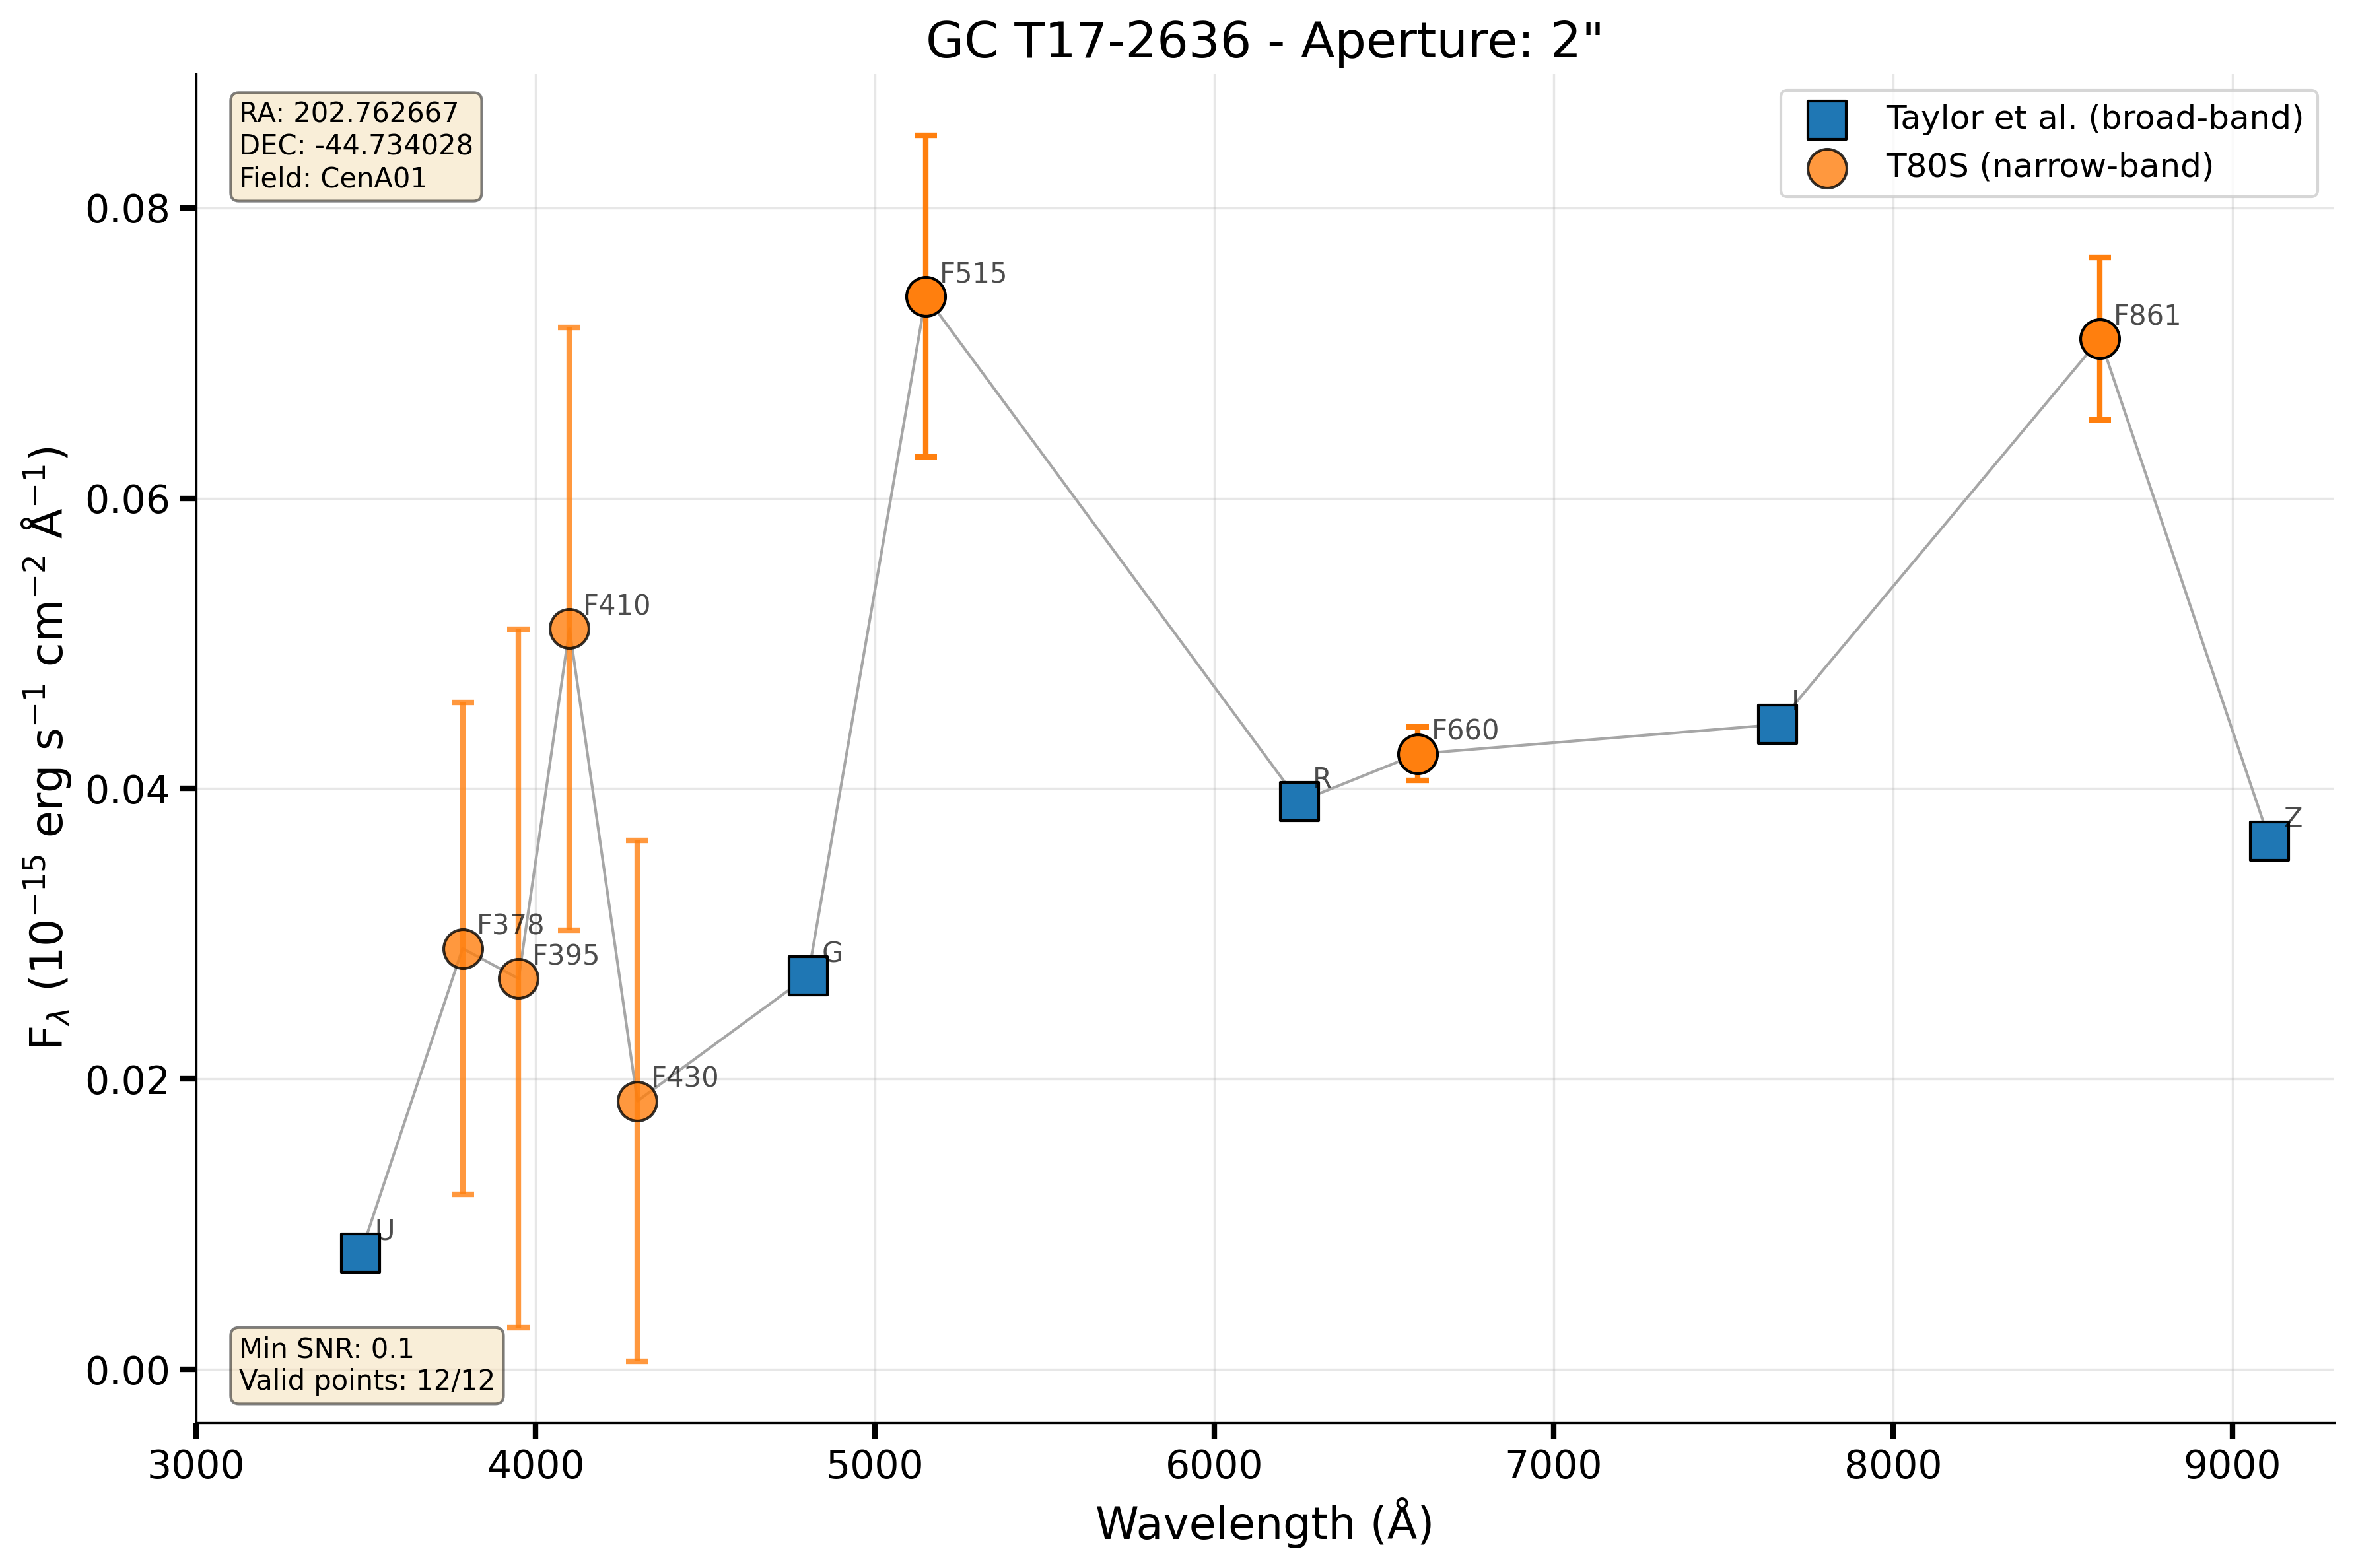 GC T17-2636 - Aperture: 2"
RA: 202.762667
DEC: -44.734028
Field: CenA01
Taylor et al. (broad-band)
T80S (narrow-band)
F515
F861
F410
F660
I
R
Z
F378
F395
G
F430
U
Min SNR: 0.1
Valid points: 12/12
0.08
0.06
0.04
0.02
0.00
F_λ (10⁻¹⁵ erg s⁻¹ cm⁻² Å⁻¹)
3000 4000 5000 6000 7000 8000 9000
Wavelength (Å)